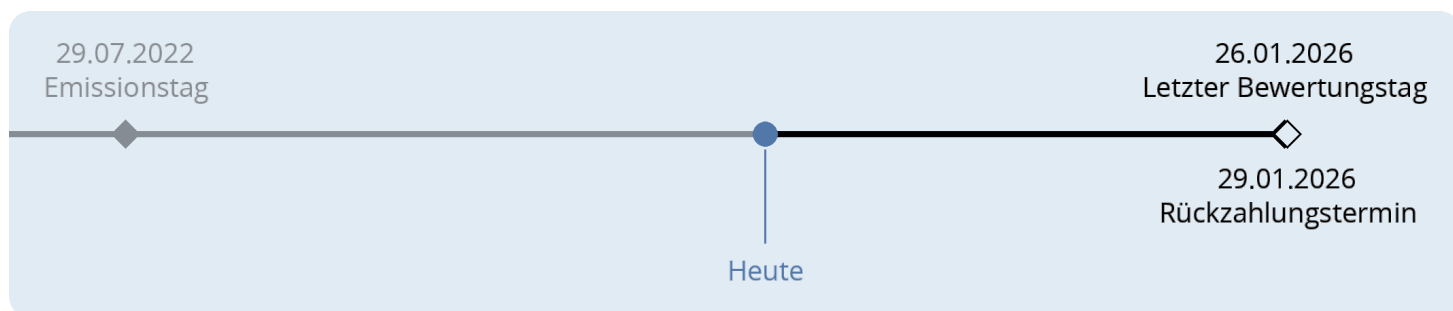 29.07.2022
Emissionstag
26.01.2026
Letzter Bewertungstag
29.01.2026
Rückzahlungstermin
Heute